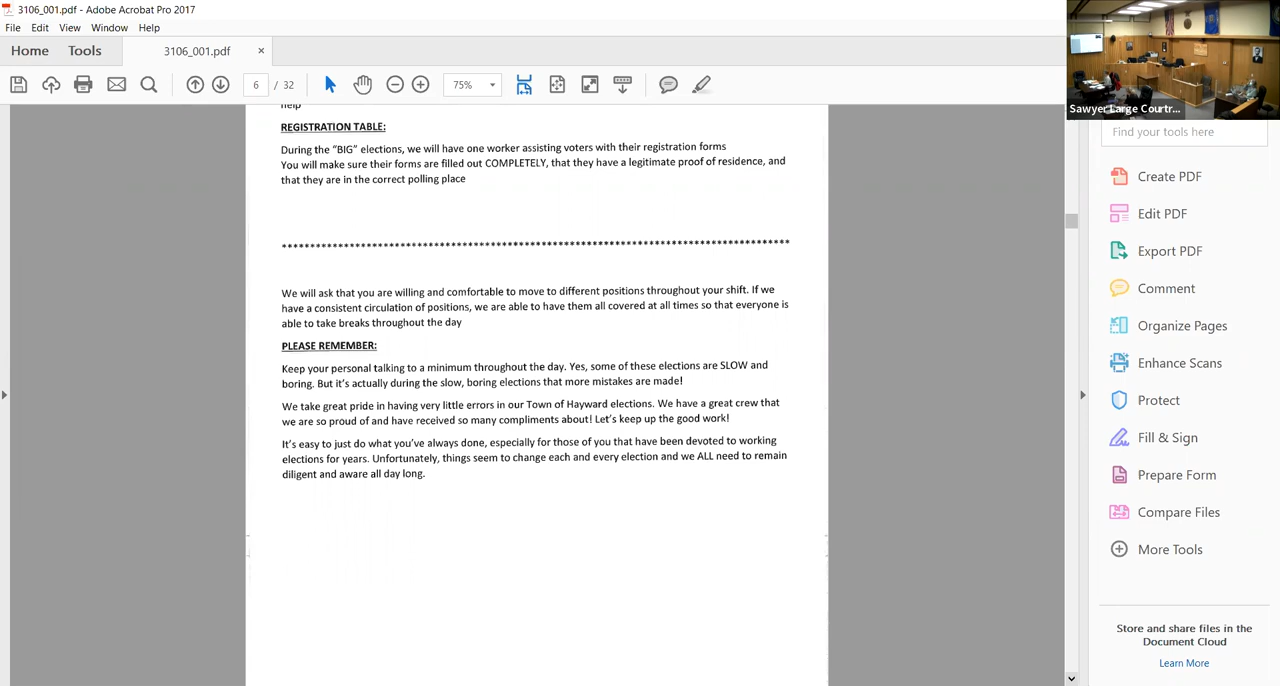 3106_001.pdf - Adobe Acrobat Pro 2017
File Edit View Window Help
Home Tools 3106_001.pdf ×
6 / 32 75%
help
REGISTRATION TABLE:
During the “BIG” elections, we will have one worker assisting voters with their registration forms
You will make sure their forms are filled out COMPLETELY, that they have a legitimate proof of residence, and
that they are in the correct polling place
******************************************************************************************
We will ask that you are willing and comfortable to move to different positions throughout your shift. If we
have a consistent circulation of positions, we are able to have them all covered at all times so that everyone is
able to take breaks throughout the day
PLEASE REMEMBER:
Keep your personal talking to a minimum throughout the day. Yes, some of these elections are SLOW and
boring. But it’s actually during the slow, boring elections that more mistakes are made!
We take great pride in having very little errors in our Town of Hayward elections. We have a great crew that
we are so proud of and have received so many compliments about! Let’s keep up the good work!
It’s easy to just do what you’ve always done, especially for those of you that have been devoted to working
elections for years. Unfortunately, things seem to change each and every election and we ALL need to remain
diligent and aware all day long.
Sawyer Large Courtr...
Find your tools here
Create PDF
Edit PDF
Export PDF
Comment
Organize Pages
Enhance Scans
Protect
Fill & Sign
Prepare Form
Compare Files
More Tools
Store and share files in the
Document Cloud
Learn More